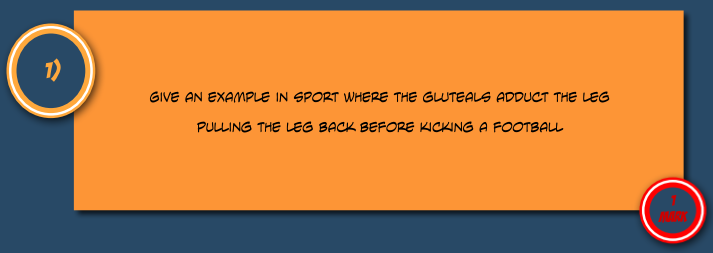 1)
GIVE AN EXAMPLE IN SPORT WHERE THE GLUTEALS ADDUCT THE LEG
PULLING THE LEG BACK BEFORE KICKING A FOOTBALL
1
MARK